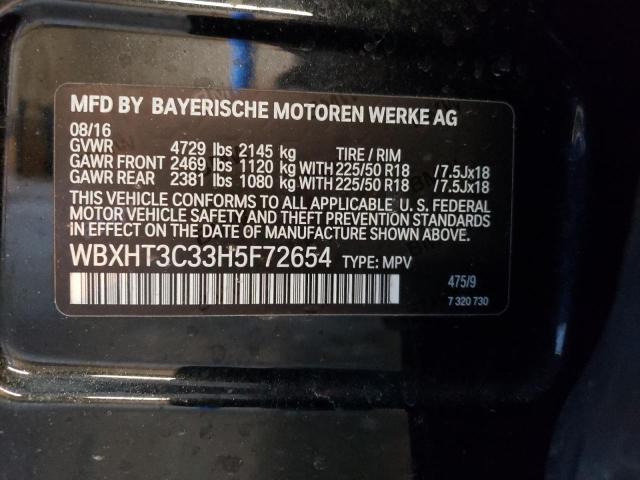 MFD BY BAYERISCHE MOTOREN WERKE AG
08/16
GVWR 4729 lbs 2145 kg TIRE / RIM
GAWR FRONT 2469 lbs 1120 kg WITH 225/50 R18 /7.5Jx18
GAWR REAR 2381 lbs 1080 kg WITH 225/50 R18 /7.5Jx18
THIS VEHICLE CONFORMS TO ALL APPLICABLE U. S. FEDERAL
MOTOR VEHICLE SAFETY AND THEFT PREVENTION STANDARDS
IN EFFECT ON THE DATE OF MANUFACTURE SHOWN ABOVE.
WBXHT3C33H5F72654 TYPE: MPV
475/9
7 320 730